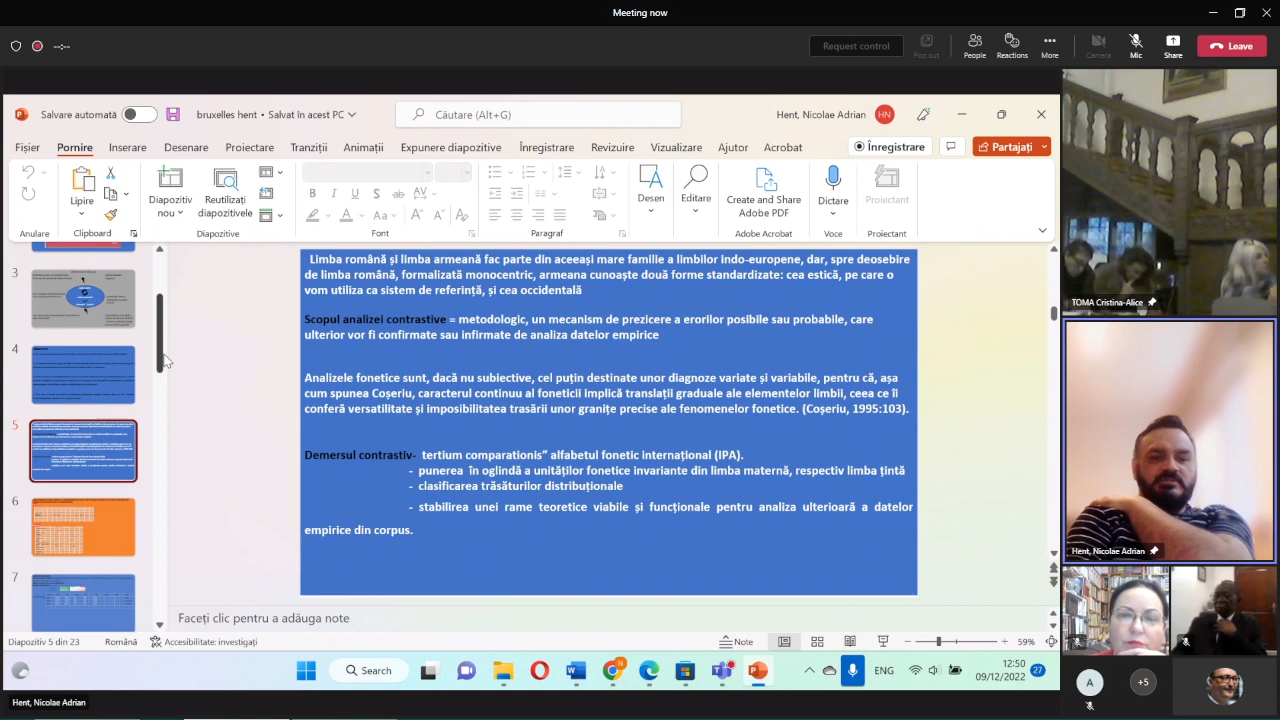 Meeting now
Request control
Pop out
People
Reactions
More
Camera
Mic
Share
Leave
Salvare automată
bruxelles hent • Salvat în acest PC
Căutare (Alt+G)
Hent, Nicolae Adrian
HN
Fișier Pornire Inserare Desenare Proiectare Tranziții Animații Expunere diapozitive Înregistrare Revizuire Vizualizare Ajutor Acrobat
Înregistrare
Partajați
Lipire
Diapozitiv nou
Reutilizați diapozitivele
Desen
Editare
Create and Share Adobe PDF
Dictare
Proiectant
Anulare
Clipboard
Diapozitive
Font
Paragraf
Adobe Acrobat
Voce
Proiectant
3
4
5
6
7
Limba română și limba armeană fac parte din aceeași mare familie a limbilor indo-europene, dar, spre deosebire
de limba română, formalizată monocentric, armeana cunoaște două forme standardizate: cea estică, pe care o
vom utiliza ca sistem de referință, și cea occidentală
Scopul analizei contrastive = metodologic, un mecanism de prezicere a erorilor posibile sau probabile, care
ulterior vor fi confirmate sau infirmate de analiza datelor empirice
Analizele fonetice sunt, dacă nu subiective, cel puțin destinate unor diagnoze variate și variabile, pentru că, așa
cum spunea Coșeriu, caracterul continuu al foneticii implică translații graduale ale elementelor limbii, ceea ce îl
conferă versatilitate și imposibilitatea trasării unor granițe precise ale fenomenelor fonetice. (Coșeriu, 1995:103).
Demersul contrastiv- tertium comparationis” alfabetul fonetic internațional (IPA).
- punerea în oglindă a unităților fonetice invariante din limba maternă, respectiv limba țintă
- clasificarea trăsăturilor distribuționale
- stabilirea unei rame teoretice viabile și funcționale pentru analiza ulterioară a datelor
empirice din corpus.
Faceți clic pentru a adăuga note
Diapozitiv 5 din 23
Română
Accesibilitate: investigați
Note
59%
Search
ENG
12:50
09/12/2022
27
Hent, Nicolae Adrian
TOMA Cristina-Alice
Hent, Nicolae Adrian
A
+5